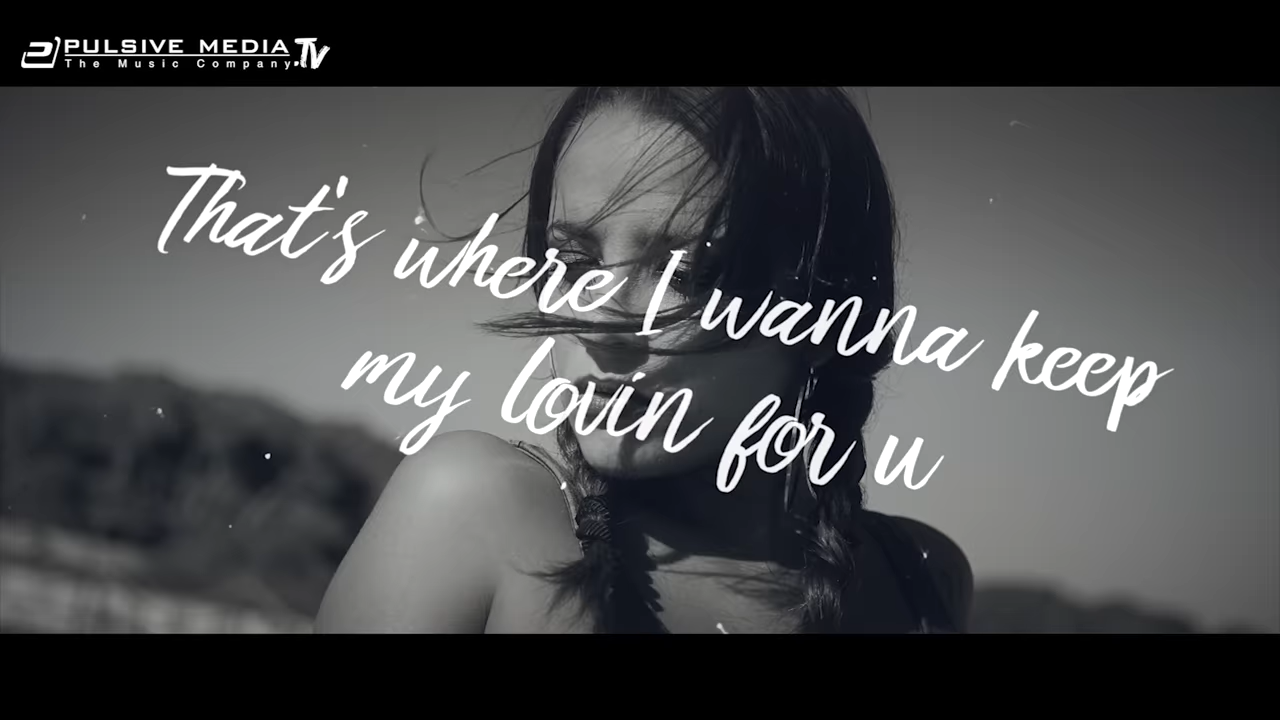 PULSIVE MEDIA TV
The Music Company.
That's where I wanna keep
my lovin for u